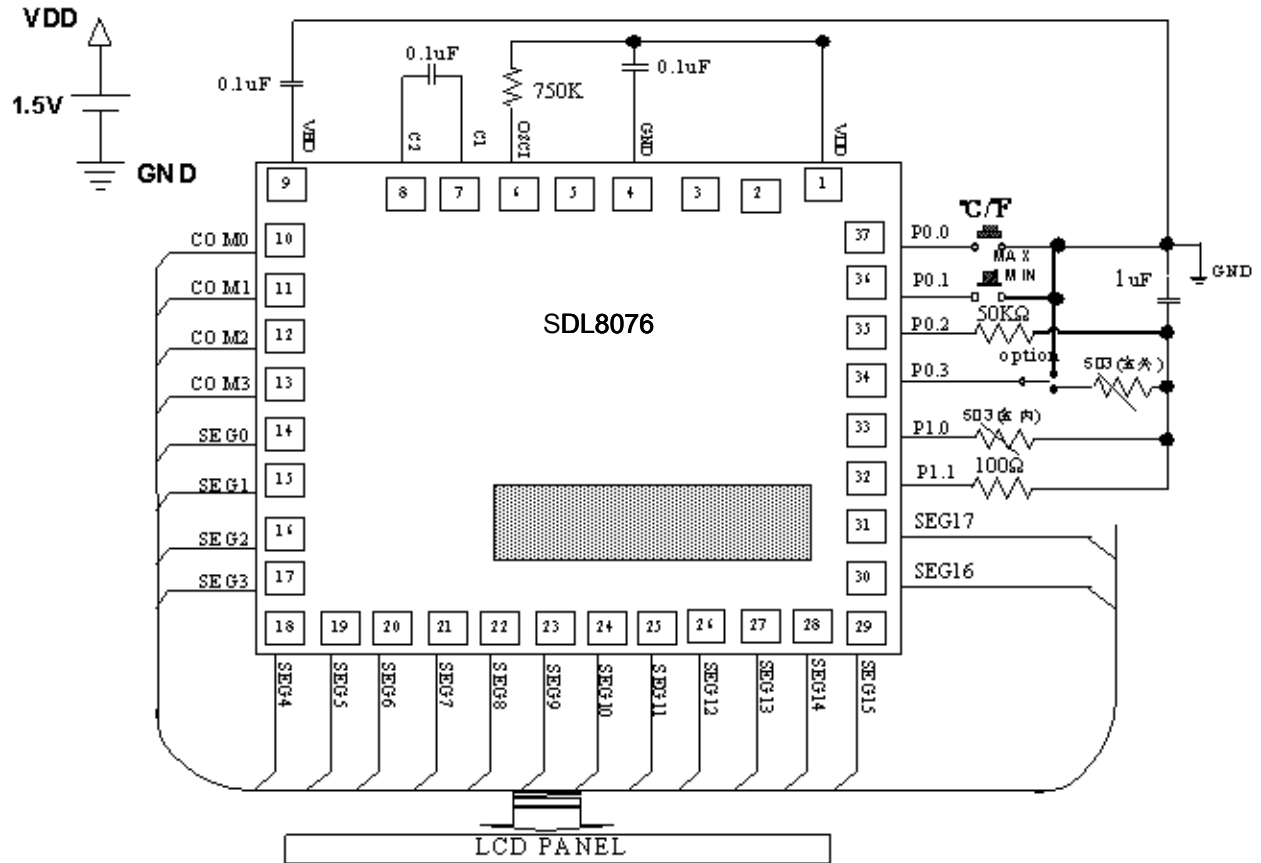 VDD
1.5V
GND
0.1uF
0.1uF
750K
0.1uF
C2
C1
OSCI
GND
VDD
9
8
7
6
5
4
3
2
1
COM0
COM1
COM2
COM3
SEG0
SEG1
SEG2
SEG3
10
11
12
13
14
15
16
17
SDL8076
37
36
35
34
33
32
31
30
P0.0
P0.1
P0.2
P0.3
P1.0
P1.1
SEG17
SEG16
℃/℉
MAX
MIN
50KΩ
option
503
503
100Ω
1uF
GND
18
19
20
21
22
23
24
25
26
27
28
29
SEG4
SEG5
SEG6
SEG7
SEG8
SEG9
SEG10
SEG11
SEG12
SEG13
SEG14
SEG15
LCD PANEL